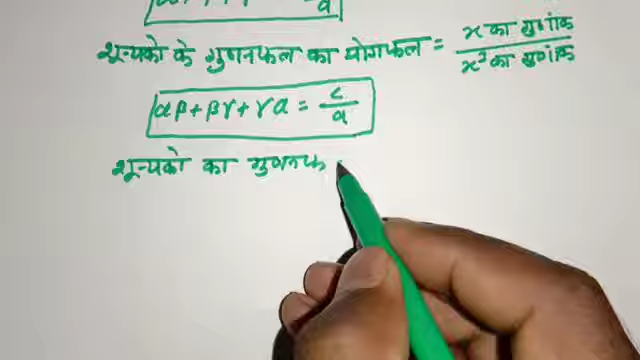 शून्यको के गुणनफल का योगफल = x का गुणांक / x³ का गुणांक
αβ + βγ + γα = c/a
शून्यको का गुणनफ